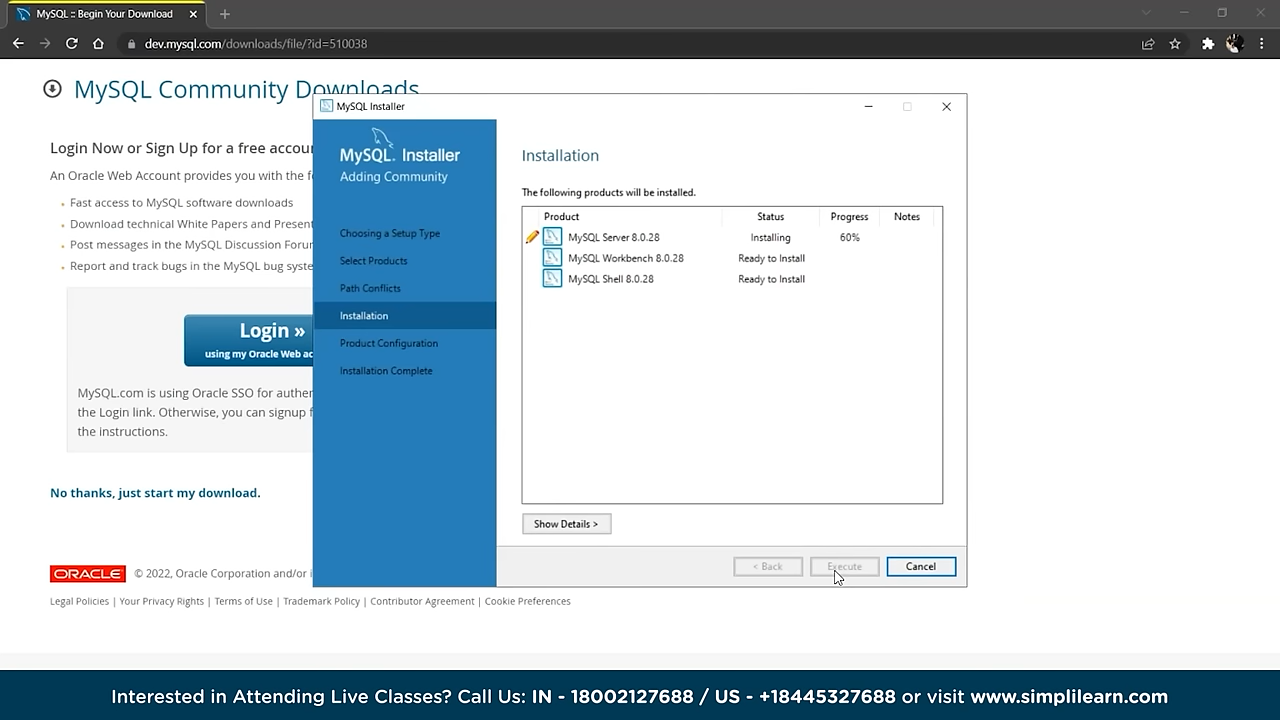 MySQL :: Begin Your Download
dev.mysql.com/downloads/file/?id=510038
MySQL Community Downloads
Login Now or Sign Up for a free accou
An Oracle Web Account provides you with the f
Fast access to MySQL software downloads
Download technical White Papers and Present
Post messages in the MySQL Discussion Foru
Report and track bugs in the MySQL bug syste
Login »
using my Oracle Web ac
MySQL.com is using Oracle SSO for authe
the Login link. Otherwise, you can signup f
the instructions.
No thanks, just start my download.
ORACLE © 2022, Oracle Corporation and/or i
Legal Policies | Your Privacy Rights | Terms of Use | Trademark Policy | Contributor Agreement | Cookie Preferences
MySQL Installer
MySQL. Installer
Adding Community
Choosing a Setup Type
Select Products
Path Conflicts
Installation
Product Configuration
Installation Complete
Installation
The following products will be installed.
Product Status Progress Notes
MySQL Server 8.0.28 Installing 60%
MySQL Workbench 8.0.28 Ready to Install
MySQL Shell 8.0.28 Ready to Install
Show Details >
< Back Execute Cancel
Interested in Attending Live Classes? Call Us: IN - 18002127688 / US - +18445327688 or visit www.simplilearn.com